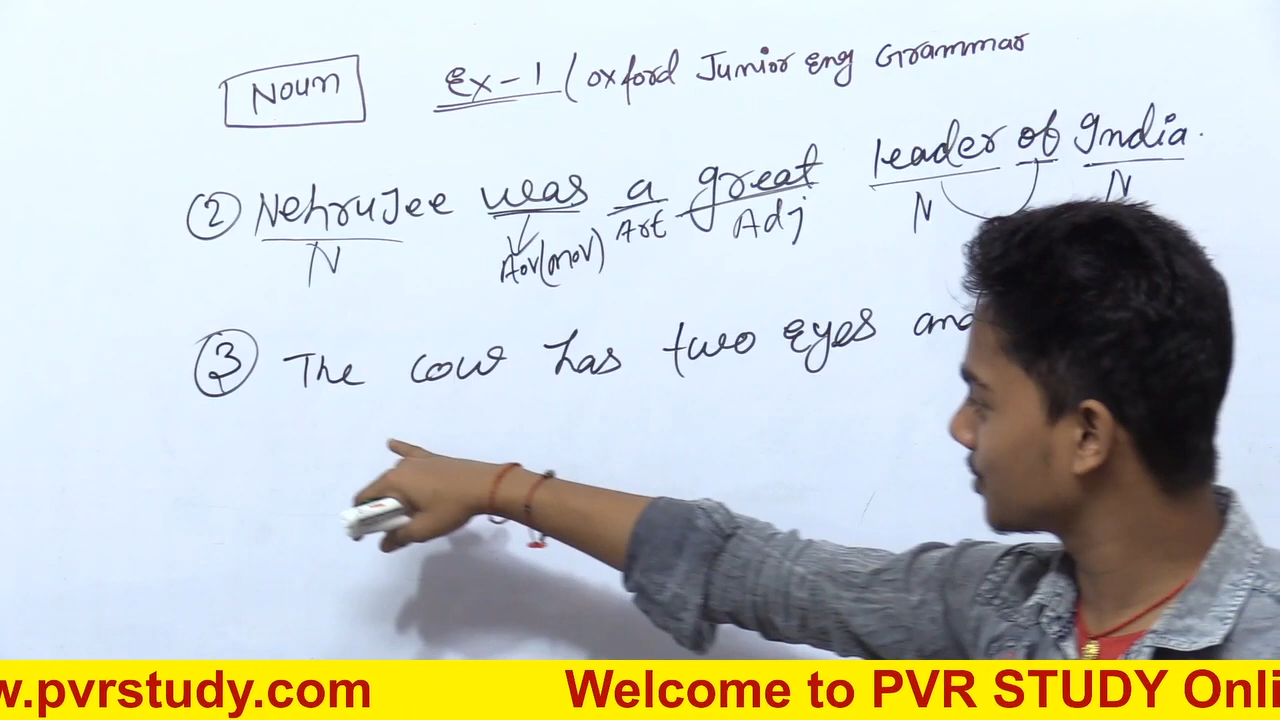 Noun Ex-1 (Oxford Junior Eng Grammar
② NehruJee was a great leader of India.
N Aov(mov) Art Adj N N
③ The cow has two Eyes and
w.pvrstudy.com Welcome to PVR STUDY Onli